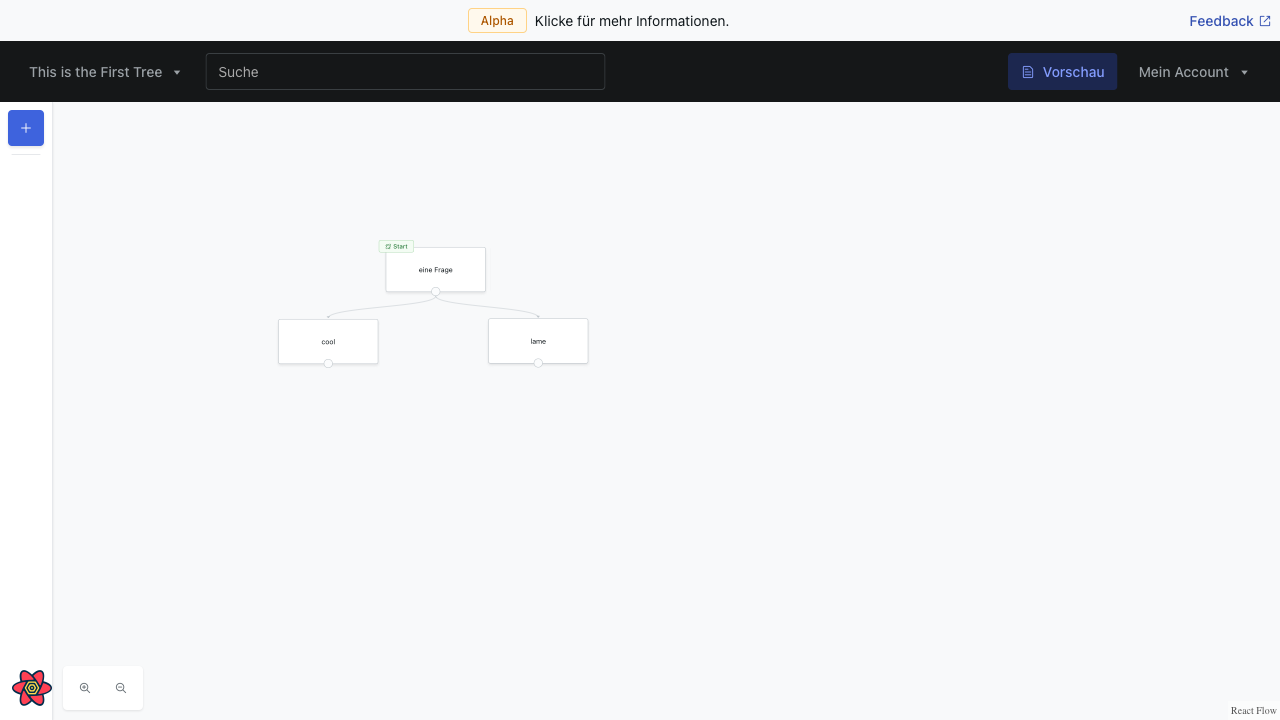 Alpha Klicke für mehr Informationen.
Feedback
This is the First Tree
Suche
Vorschau
Mein Account
Start
eine Frage
cool
lame
React Flow